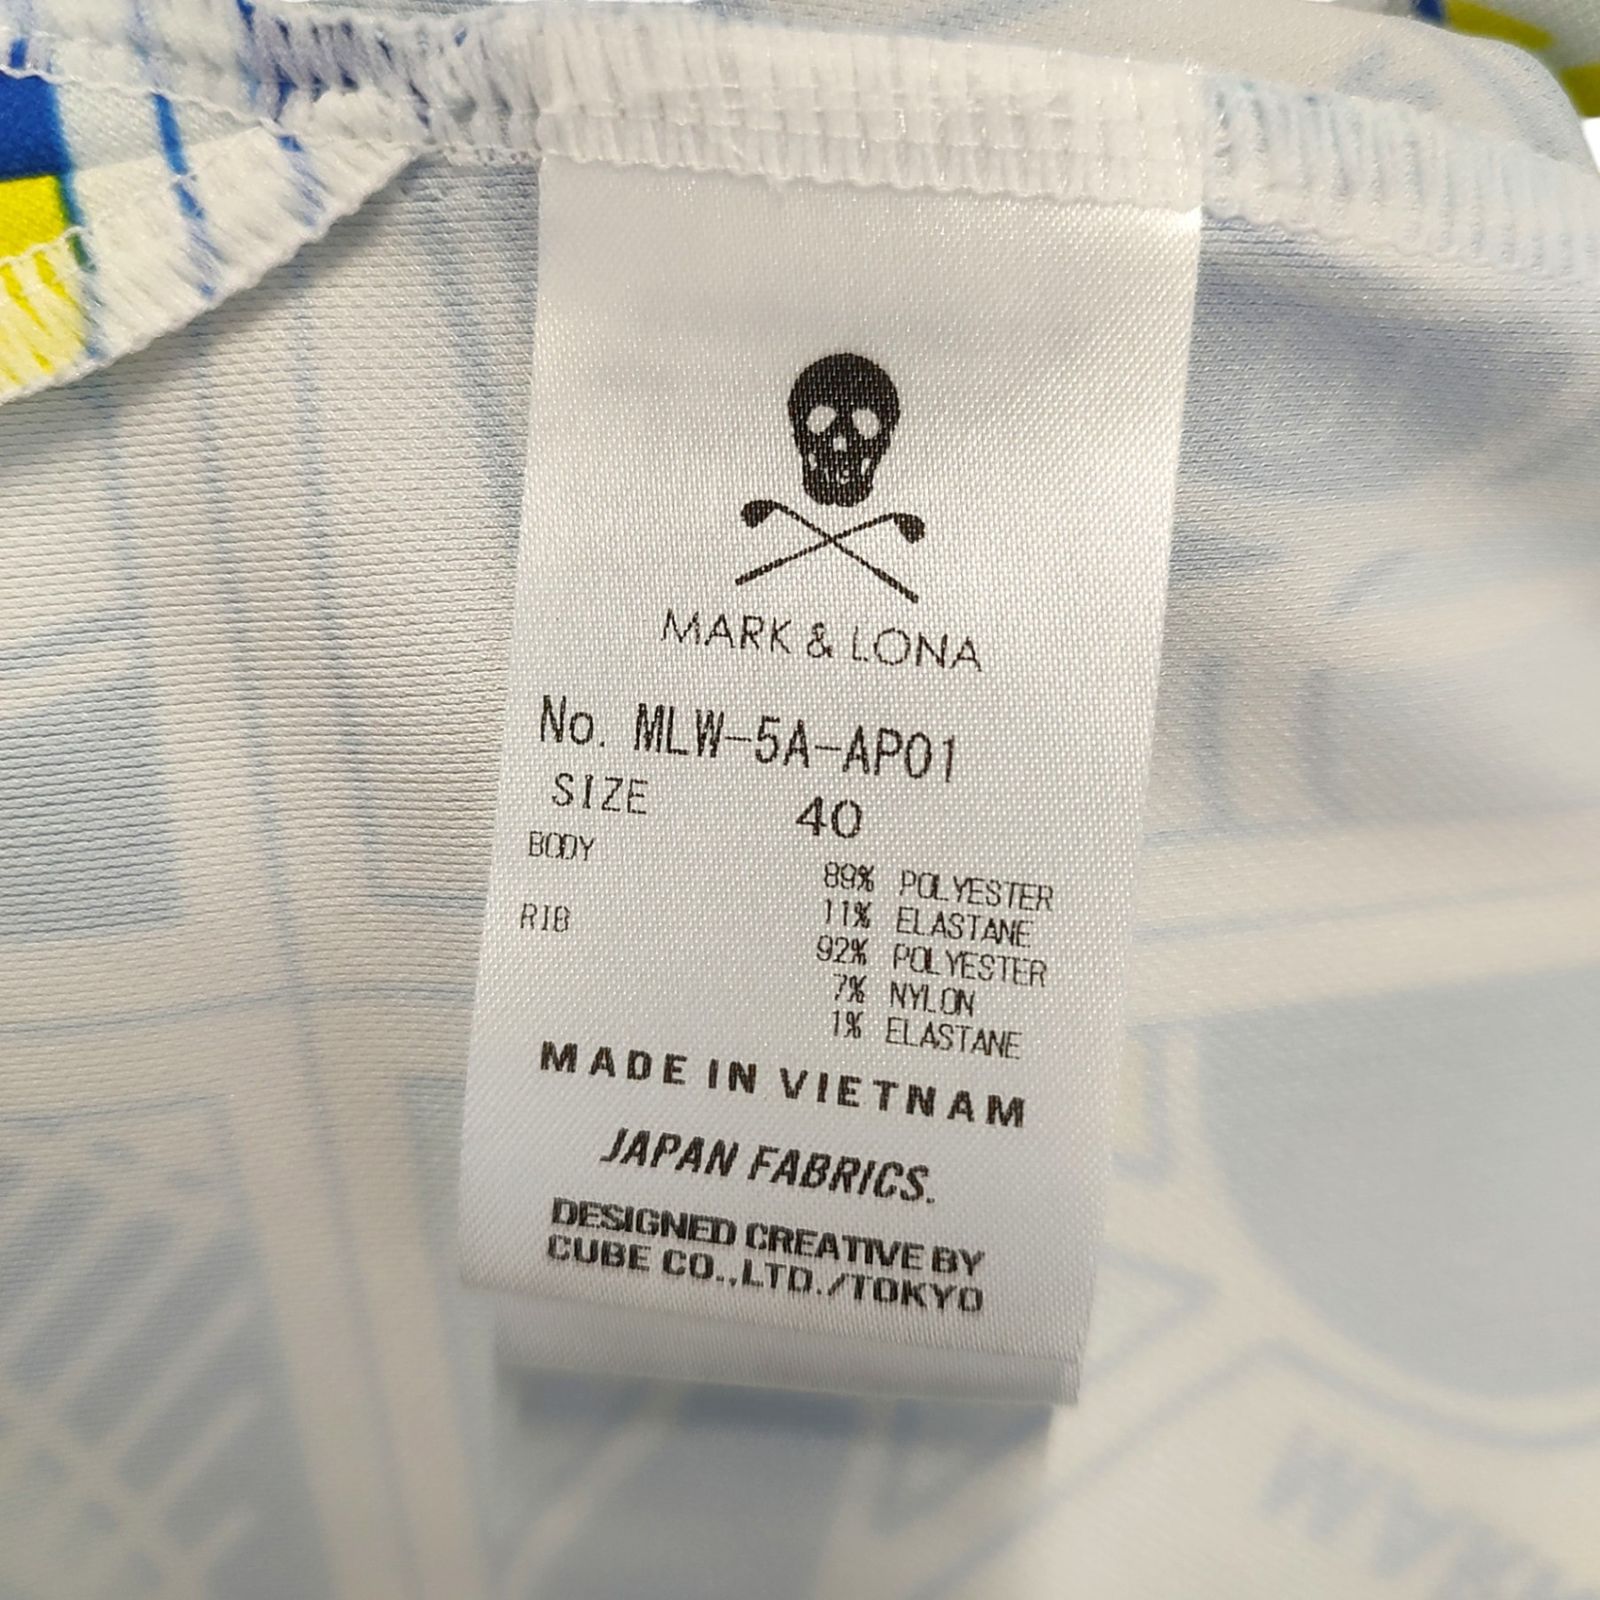 MARK & LONA
No. MLW-5A-AP01
SIZE 40
BODY
89% POLYESTER
RIB
11% ELASTANE
92% POLYESTER
7% NYLON
1% ELASTANE
MADE IN VIETNAM
JAPAN FABRICS.
DESIGNED CREATIVE BY
CUBE CO.,LTD./TOKYO